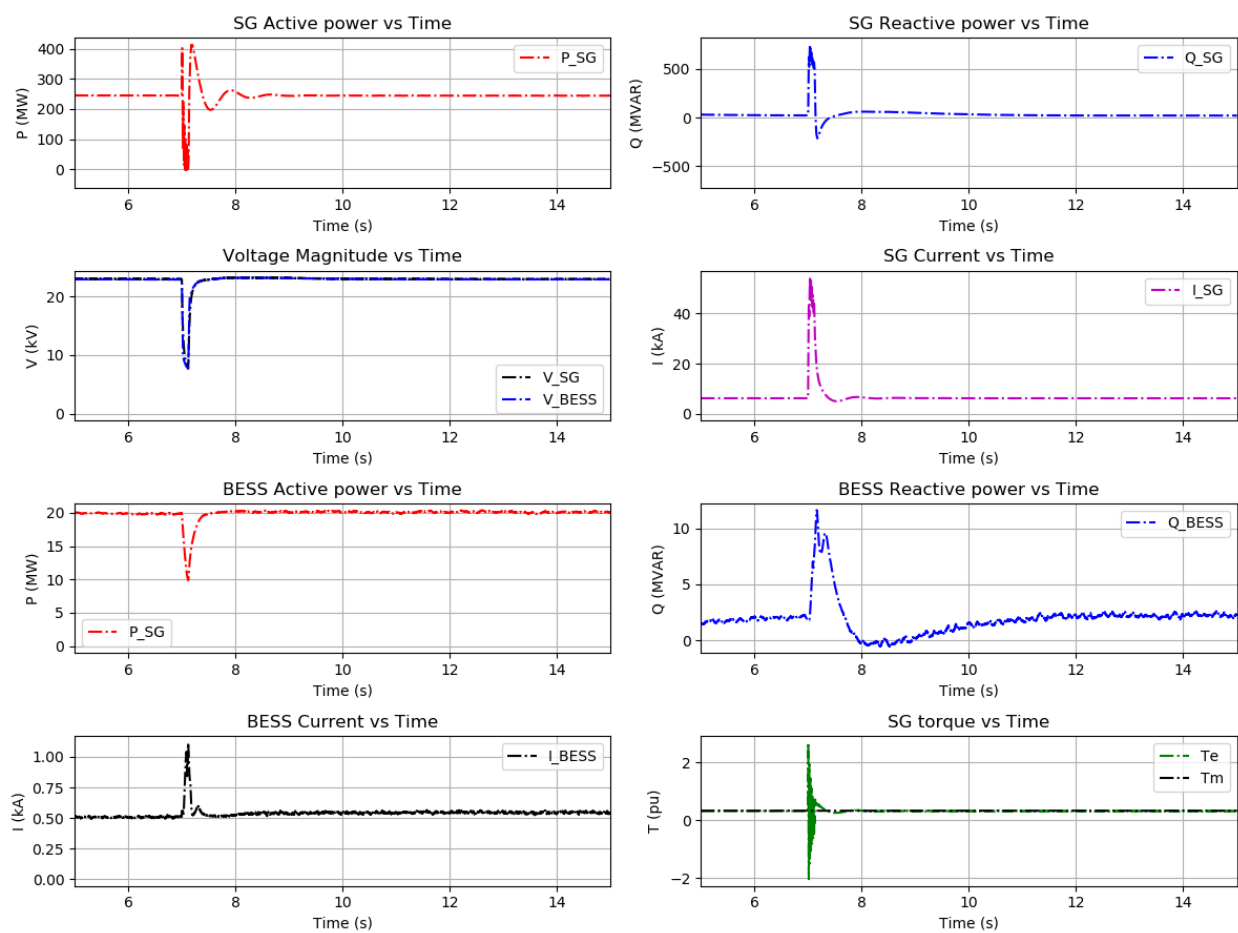 SG Active power vs Time
P (MW)
400
300
200
100
0
P_SG
6 8 10 12 14
Time (s)
SG Reactive power vs Time
Q (MVAR)
500
0
−500
Q_SG
6 8 10 12 14
Time (s)
Voltage Magnitude vs Time
V (kV)
20
10
0
V_SG
V_BESS
6 8 10 12 14
Time (s)
SG Current vs Time
I (kA)
40
20
0
I_SG
6 8 10 12 14
Time (s)
BESS Active power vs Time
P (MW)
20
15
10
5
0
P_SG
6 8 10 12 14
Time (s)
BESS Reactive power vs Time
Q (MVAR)
10
5
0
Q_BESS
6 8 10 12 14
Time (s)
BESS Current vs Time
I (kA)
1.00
0.75
0.50
0.25
0.00
I_BESS
6 8 10 12 14
Time (s)
SG torque vs Time
T (pu)
2
0
−2
Te
Tm
6 8 10 12 14
Time (s)